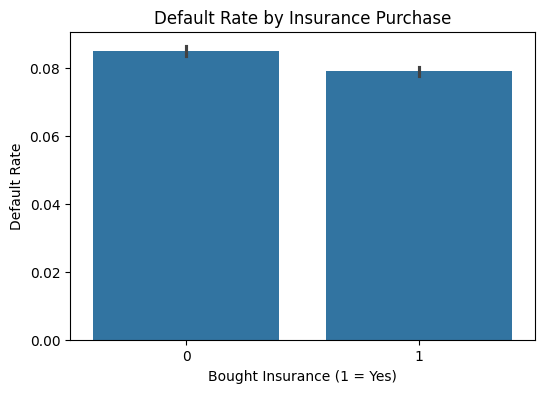 Default Rate by Insurance Purchase
Default Rate
0.08
0.06
0.04
0.02
0.00
0
1
Bought Insurance (1 = Yes)